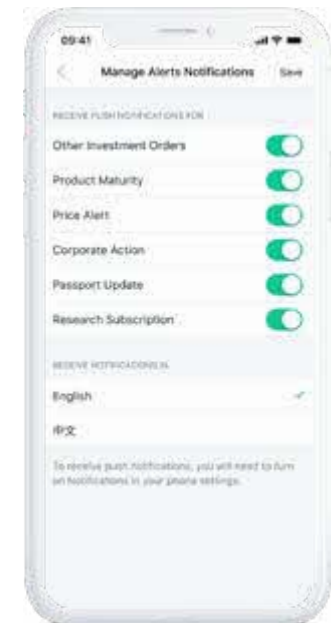 09:41
Manage Alerts Notifications Save
RECEIVE PUSH NOTIFICATIONS FOR
Other Investment Orders
Product Maturity
Price Alert
Corporate Action
Passport Update
Research Subscription
RECEIVE NOTIFICATIONS IN
English
中文
To receive push notifications, you will need to turn
on Notifications in your phone settings.